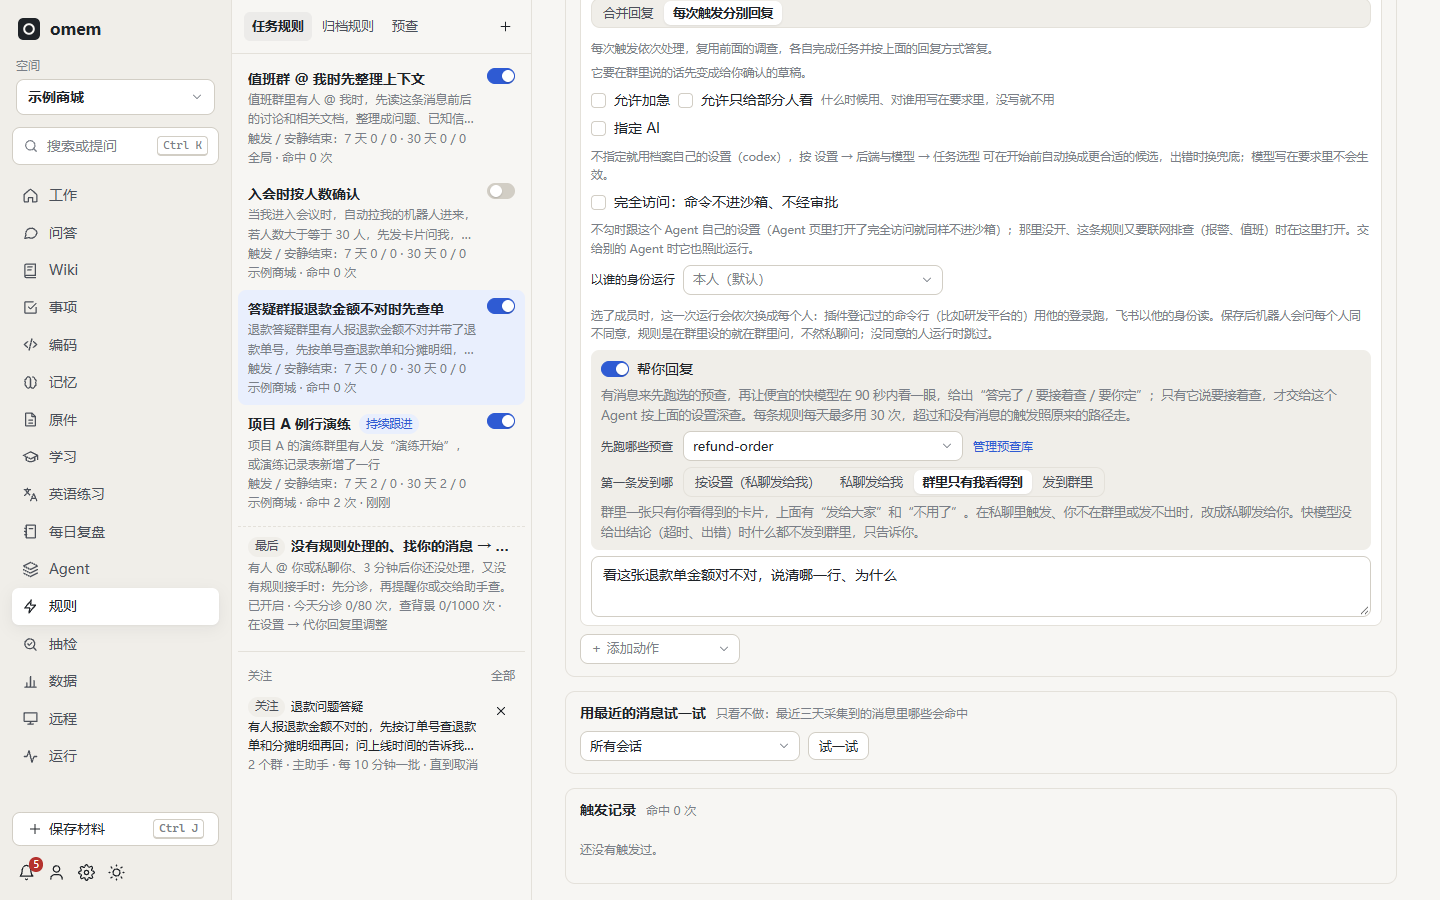 omem
空间
示例商城
搜索或提问
Ctrl K
工作
问答
Wiki
事项
编码
记忆
原件
学习
英语练习
每日复盘
Agent
规则
抽检
数据
远程
运行
保存材料
Ctrl J
5
任务规则 归档规则 预查
值班群 @ 我时先整理上下文
值班群里有人 @ 我时，先读这条消息前后
的讨论和相关文档，整理成问题、已知信...
触发 / 安静结束：7 天 0 / 0 · 30 天 0 / 0
全局 · 命中 0 次
入会时按人数确认
当我进入会议时，自动拉我的机器人进来，
若人数大于等于 30 人，先发卡片问我，...
触发 / 安静结束：7 天 0 / 0 · 30 天 0 / 0
示例商城 · 命中 0 次
答疑群报退款金额不对时先查单
退款答疑群里有人报退款金额不对并带了退
款单号，先按单号查退款单和分摊明细，...
触发 / 安静结束：7 天 0 / 0 · 30 天 0 / 0
示例商城 · 命中 0 次
项目 A 例行演练 持续跟进
项目 A 的演练群里有人发“演练开始”，
或演练记录表新增了一行
触发 / 安静结束：7 天 2 / 0 · 30 天 2 / 0
示例商城 · 命中 2 次 · 刚刚
最后 没有规则处理的、找你的消息 → ...
有人 @ 你或私聊你、3 分钟后你还没处理，又没
有规则接手时：先分诊，再提醒你或交给助手查。
已开启 · 今天分诊 0/80 次，查背景 0/1000 次 ·
在设置 → 代你回复里调整
关注 全部
关注 退款问题答疑
有人报退款金额不对的，先按订单号查退款
单和分摊明细再回；问上线时间的告诉我...
2 个群 · 主助手 · 每 10 分钟一批 · 直到取消
合并回复 每次触发分别回复
每次触发依次处理，复用前面的调查，各自完成任务并按上面的回复方式答复。
它要在群里说的话先变成给你确认的草稿。
允许加急 允许只给部分人看 什么时候用、对谁用写在要求里，没写就不用
指定 AI
不指定就用档案自己的设置（codex），按 设置 → 后端与模型 → 任务选型 可在开始前自动换成更合适的候选，出错时换兜底；模型写在要求里不会生
效。
完全访问：命令不进沙箱、不经审批
不勾时跟这个 Agent 自己的设置（Agent 页里打开了完全访问就同样不进沙箱）；那里没开、这条规则又要联网排查（报警、值班）时在这里打开。交
给别的 Agent 时它也照此运行。
以谁的身份运行 本人（默认）
选了成员时，这一次运行会依次换成每个人：插件登记过的命令行（比如研发平台的）用他的登录跑，飞书以他的身份读。保存后机器人会问每个人同
不同意，规则是在群里设的就在群里问，不然私聊问；没同意的人运行时跳过。
帮你回复
有消息来先跑选的预查，再让便宜的快模型在 90 秒内看一眼，给出“答完了 / 要接着查 / 要你定”；只有它说要接着查，才交给这个
Agent 按上面的设置深查。每条规则每天最多用 30 次，超过和没有消息的触发照原来的路径走。
先跑哪些预查 refund-order 管理预查库
第一条发到哪 按设置（私聊发给我） 私聊发给我 群里只有我看得到 发到群里
群里一张只有你看得到的卡片，上面有“发给大家”和“不用了”。在私聊里触发、你不在群里或发不出时，改成私聊发给你。快模型没
给出结论（超时、出错）时什么都不发到群里，只告诉你。
看这张退款单金额对不对，说清哪一行、为什么
+ 添加动作
用最近的消息试一试 只看不做：最近三天采集到的消息里哪些会命中
所有会话 试一试
触发记录 命中 0 次
还没有触发过。